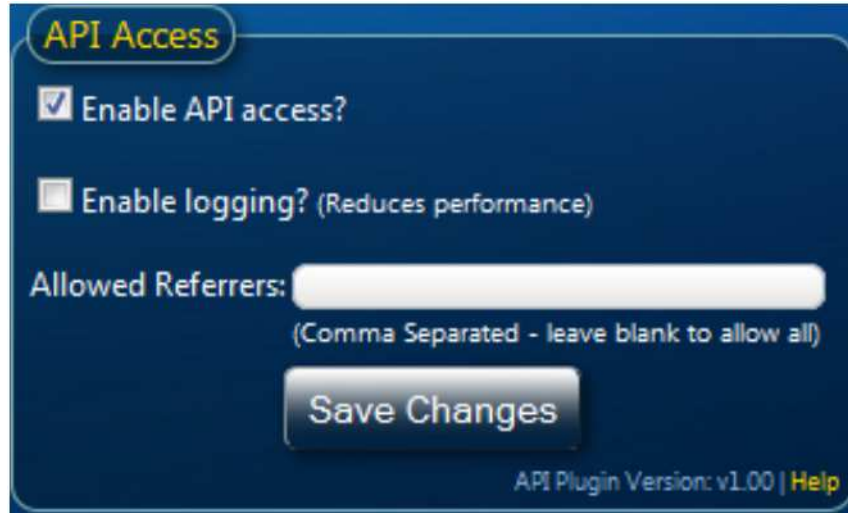 API Access
Enable API access?
Enable logging? (Reduces performance)
Allowed Referrers:
(Comma Separated - leave blank to allow all)
Save Changes
API Plugin Version: v1.00 | Help